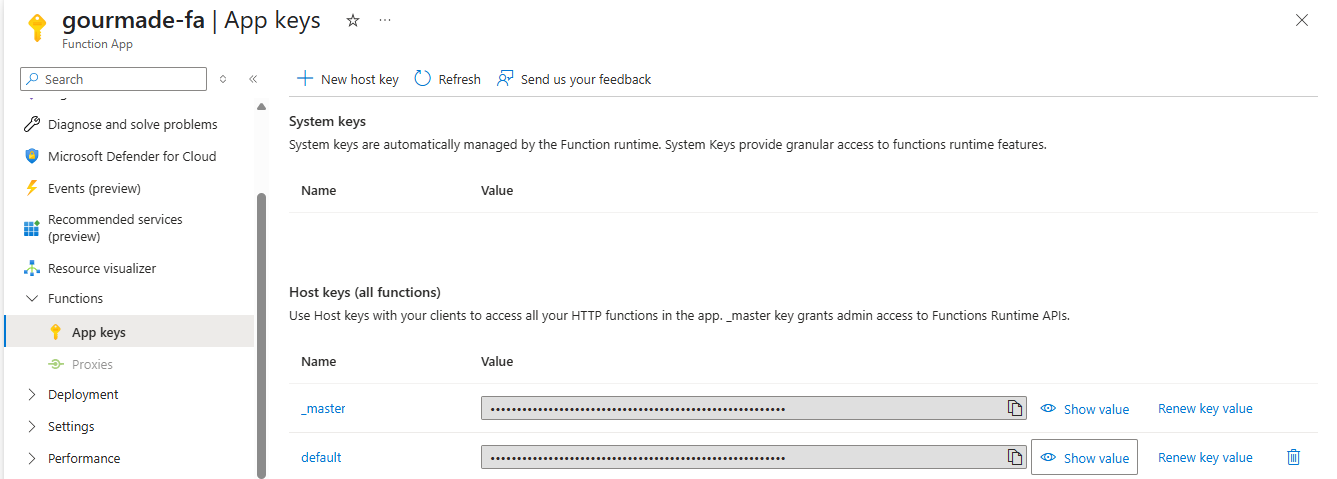 gourmade-fa | App keys
Function App
Search
Diagnose and solve problems
Microsoft Defender for Cloud
Events (preview)
Recommended services
(preview)
Resource visualizer
Functions
App keys
Proxies
Deployment
Settings
Performance
New host key Refresh Send us your feedback
System keys
System keys are automatically managed by the Function runtime. System Keys provide granular access to functions runtime features.
Name Value
Host keys (all functions)
Use Host keys with your clients to access all your HTTP functions in the app. _master key grants admin access to Functions Runtime APIs.
Name Value
_master Show value Renew key value
default Show value Renew key value